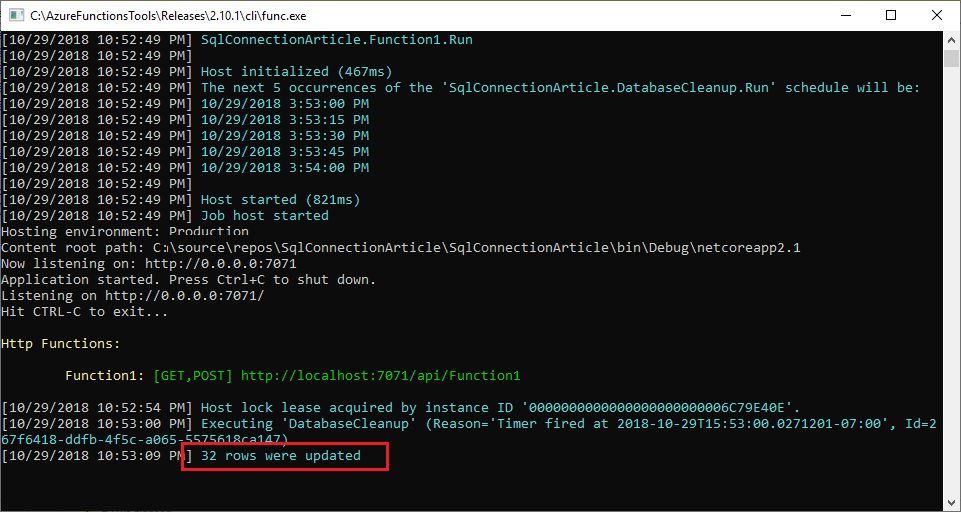 C:\AzureFunctionsTools\Releases\2.10.1\cli\func.exe
[10/29/2018 10:52:49 PM] SqlConnectionArticle.Function1.Run
[10/29/2018 10:52:49 PM]
[10/29/2018 10:52:49 PM] Host initialized (467ms)
[10/29/2018 10:52:49 PM] The next 5 occurrences of the 'SqlConnectionArticle.DatabaseCleanup.Run' schedule will be:
[10/29/2018 10:52:49 PM] 10/29/2018 3:53:00 PM
[10/29/2018 10:52:49 PM] 10/29/2018 3:53:15 PM
[10/29/2018 10:52:49 PM] 10/29/2018 3:53:30 PM
[10/29/2018 10:52:49 PM] 10/29/2018 3:53:45 PM
[10/29/2018 10:52:49 PM] 10/29/2018 3:54:00 PM
[10/29/2018 10:52:49 PM]
[10/29/2018 10:52:49 PM] Host started (821ms)
[10/29/2018 10:52:49 PM] Job host started
Hosting environment: Production
Content root path: C:\source\repos\SqlConnectionArticle\SqlConnectionArticle\bin\Debug\netcoreapp2.1
Now listening on: http://0.0.0.0:7071
Application started. Press Ctrl+C to shut down.
Listening on http://0.0.0.0:7071/
Hit CTRL-C to exit...
Http Functions:
Function1: [GET,POST] http://localhost:7071/api/Function1
[10/29/2018 10:52:54 PM] Host lock lease acquired by instance ID '0000000000000000000000006C79E40E'.
[10/29/2018 10:53:00 PM] Executing 'DatabaseCleanup' (Reason='Timer fired at 2018-10-29T15:53:00.0271201-07:00', Id=2
67f6418-ddfb-4f5c-a065-5575618ca147)
[10/29/2018 10:53:09 PM] 32 rows were updated